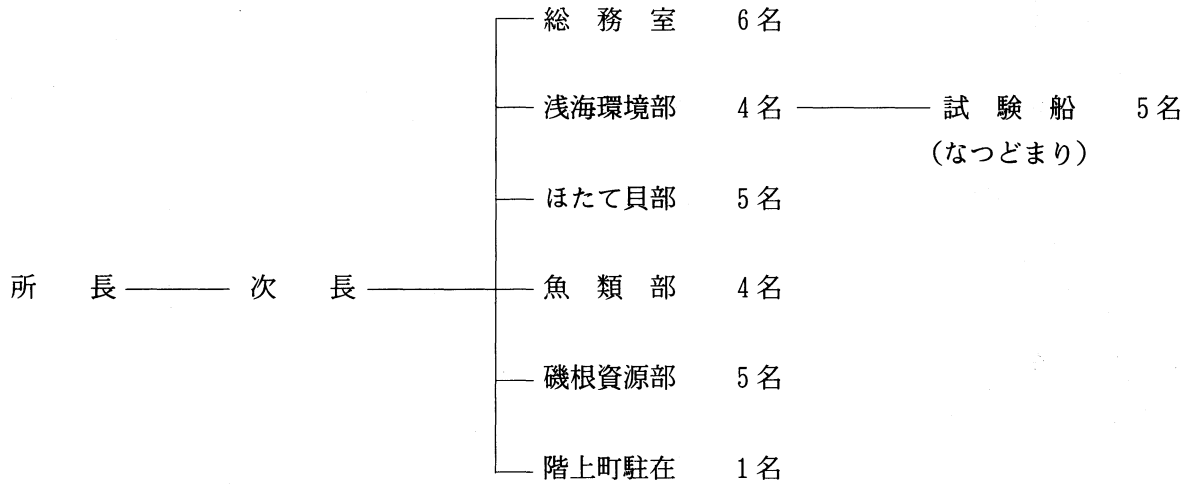 総務室 6名
浅海環境部 4名 試験船 5名
(なつどまり)
ほたて貝部 5名
所長 次長 魚類部 4名
磯根資源部 5名
階上町駐在 1名